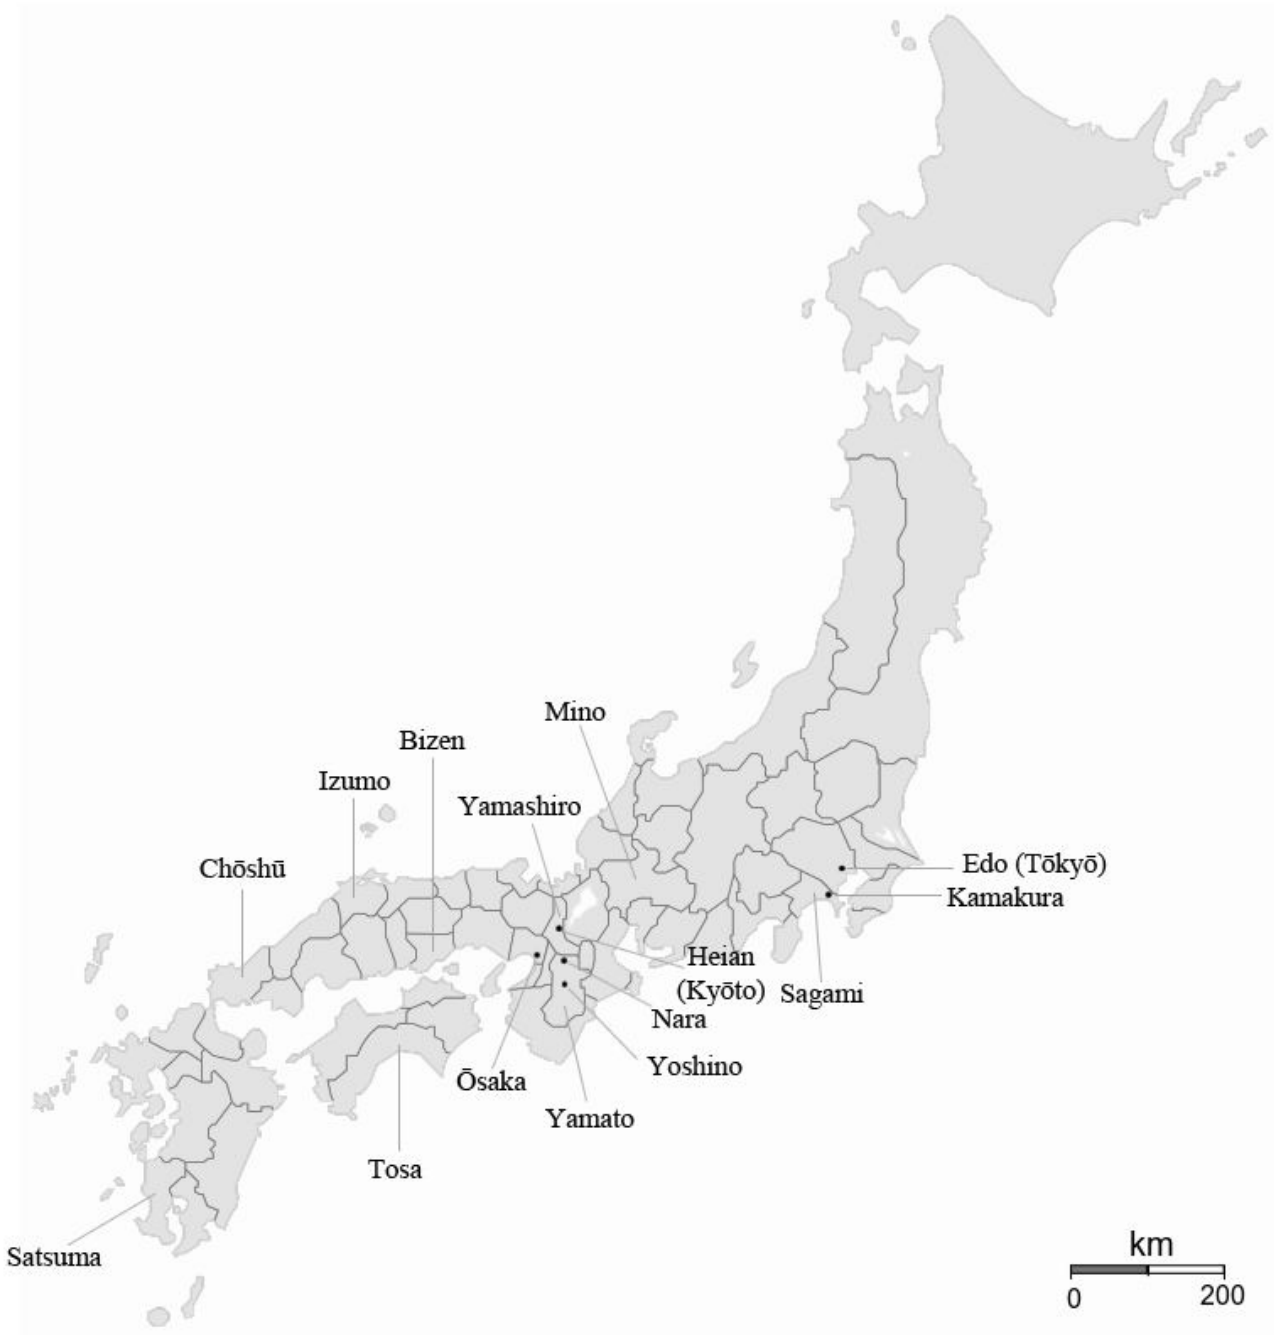 Mino
Bizen
Izumo
Yamashiro
Chōshū
Edo (Tōkyō)
Kamakura
Heian
(Kyōto)
Sagami
Nara
Yoshino
Ōsaka
Yamato
Tosa
Satsuma
km
0
200